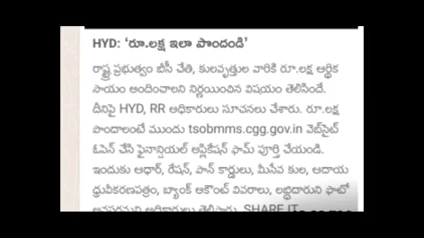 HYD: ‘రూ.లక్ష ఇలా పొందండి’
రాష్ట్ర ప్రభుత్వం బీసీ చేతి, కులవృత్తుల వారికి రూ.లక్ష ఆర్థిక
సాయం అందించాలని నిర్ణయించిన విషయం తెలిసిందే.
దీనిపై HYD, RR అధికారులు సూచనలు చేశారు. రూ.లక్ష
పొందాలంటే ముందు tsobmms.cgg.gov.in వెబ్‌సైట్
ఓపెన్ చేసి ఫైనాన్షియల్ అప్లికేషన్ ఫామ్ పూర్తి చేయండి.
ఇందుకు ఆధార్, రేషన్, పాన్ కార్డులు, మీసేవ కుల, ఆదాయ
ధ్రువీకరణపత్రం, బ్యాంక్ అకౌంట్ వివరాలు, లబ్ధిదారుని ఫొటో
అవసరమని అధికారులు తెలిపారు. SHARE IT